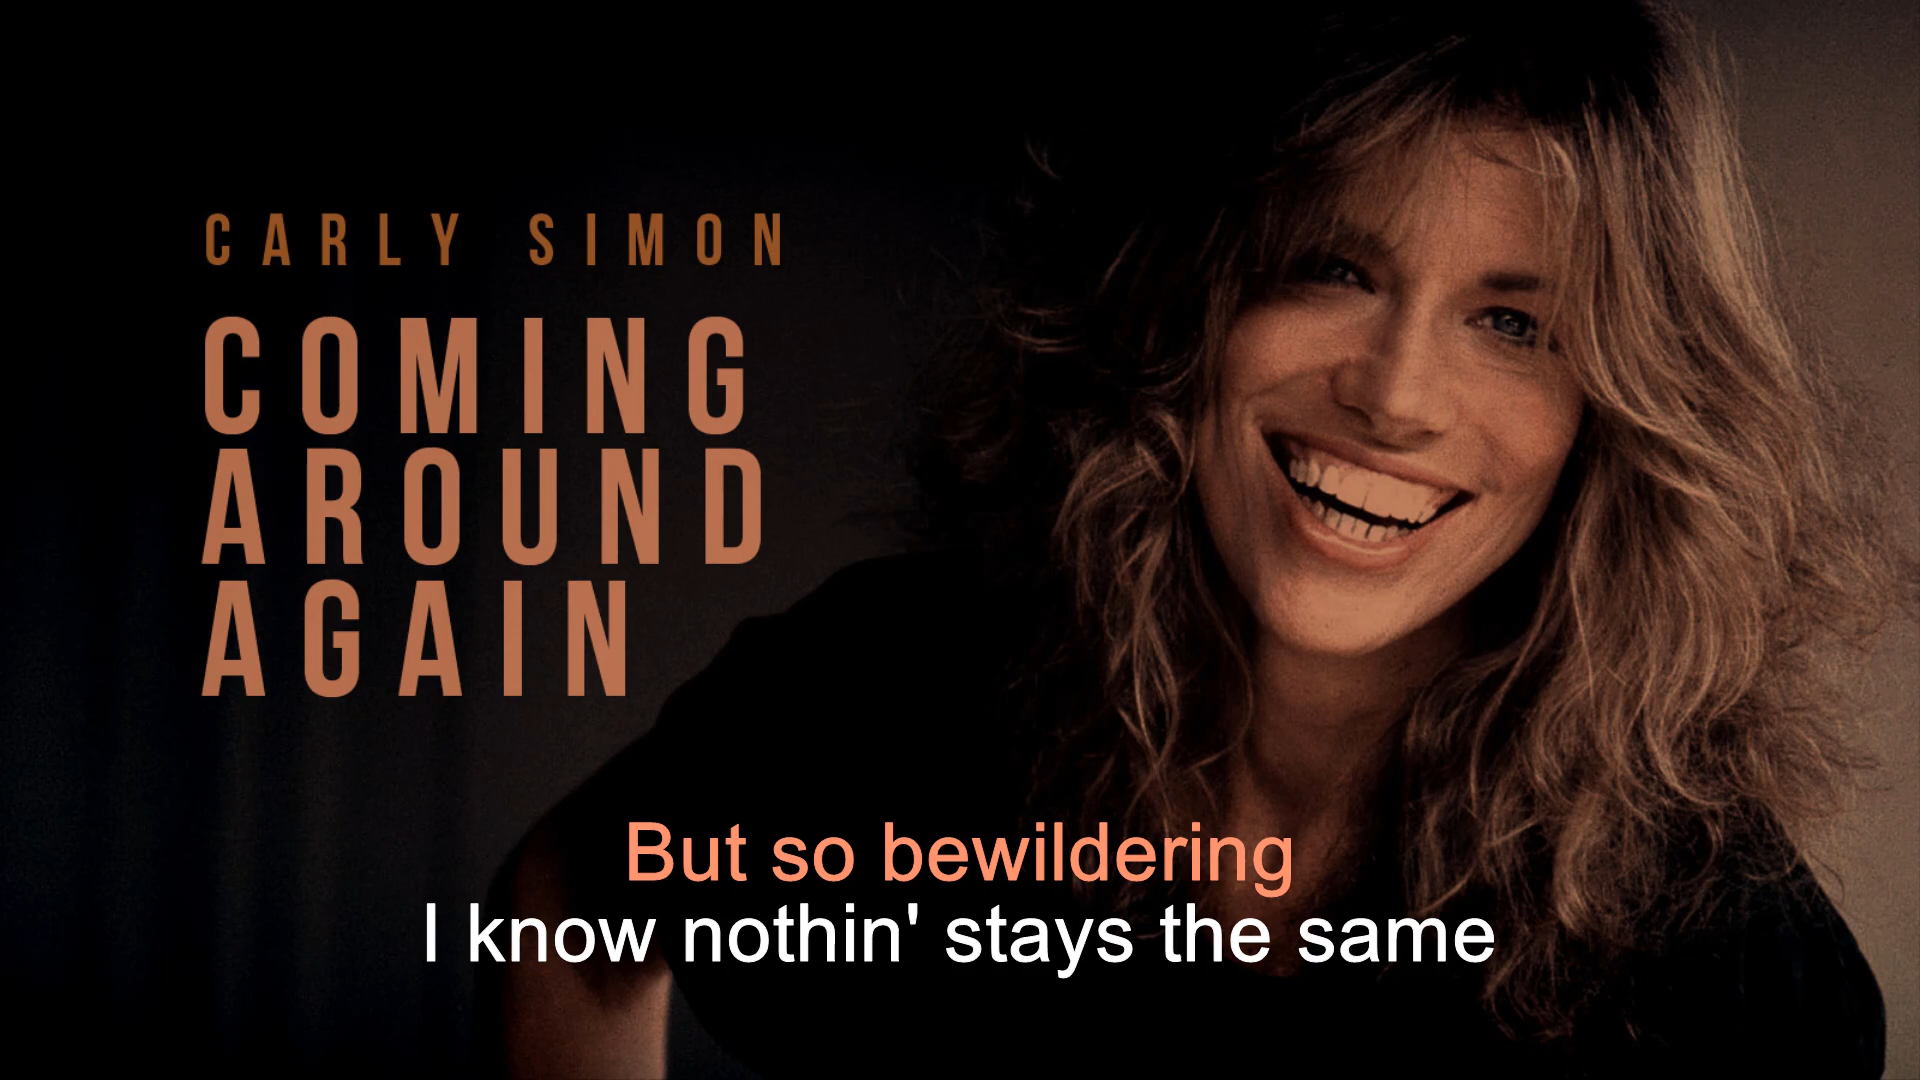 CARLY SIMON
COMING
AROUND
AGAIN
But so bewildering
I know nothin' stays the same